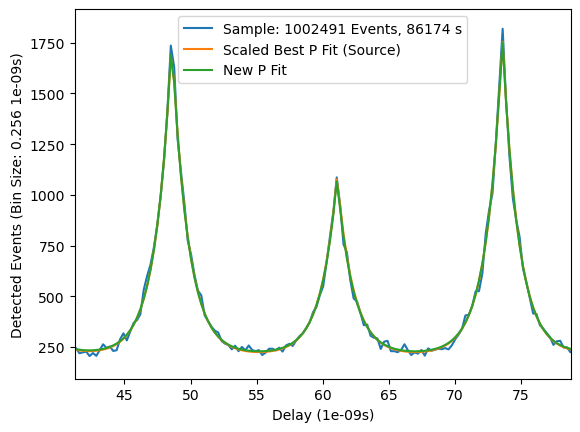 Sample: 1002491 Events, 86174 s
Scaled Best P Fit (Source)
New P Fit
Detected Events (Bin Size: 0.256 1e-09s)
1750
1500
1250
1000
750
500
250
45 50 55 60 65 70 75
Delay (1e-09s)